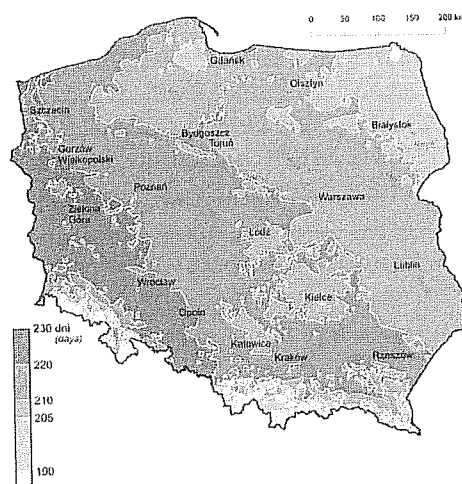 0 50 100 150 200 km
Gdańsk
Olsztyn
Szczecin
Białystok
Bydgoszcz
Toruń
Gorzów
Wielkopolski
Poznań
Warszawa
Zielona
Góra
Łódź
Lublin
Wrocław
Kielce
Opole
Katowice
Kraków
Rzeszów
230 dni
(days)
220
210
205
190